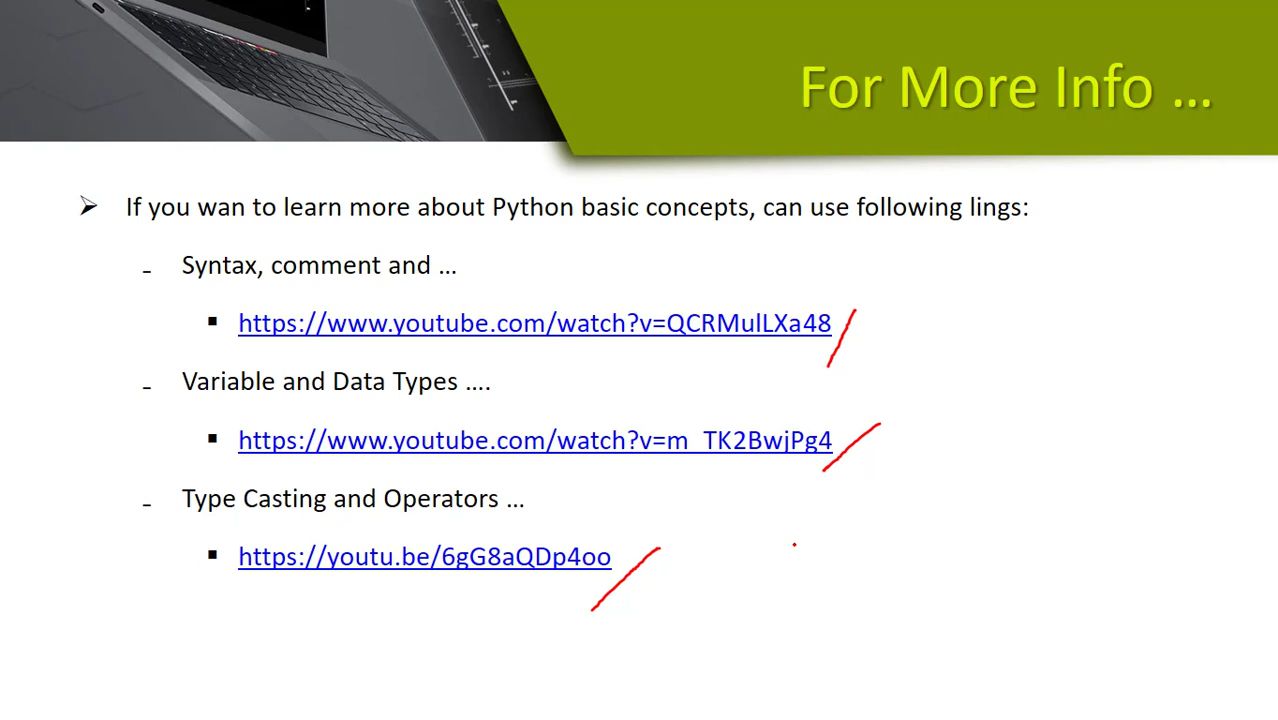 For More Info …
If you wan to learn more about Python basic concepts, can use following lings:
Syntax, comment and …
https://www.youtube.com/watch?v=QCRMulLXa48
Variable and Data Types ….
https://www.youtube.com/watch?v=m_TK2BwjPg4
Type Casting and Operators …
https://youtu.be/6gG8aQDp4oo